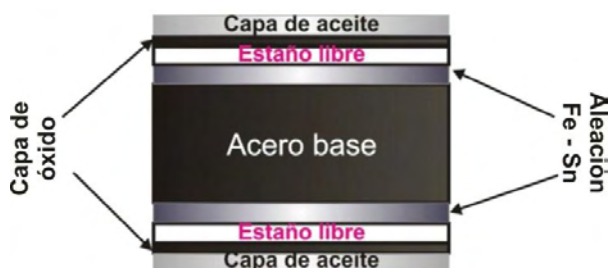 Capa de aceite
Estaño libre
Capa de
óxido
Acero base
Aleación
Fe - Sn
Estaño libre
Capa de aceite